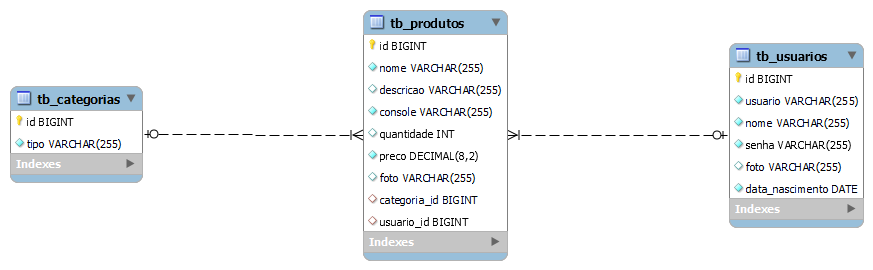 tb_categorias
id BIGINT
tipo VARCHAR(255)
Indexes
tb_produtos
id BIGINT
nome VARCHAR(255)
descricao VARCHAR(255)
console VARCHAR(255)
quantidade INT
preco DECIMAL(8,2)
foto VARCHAR(255)
categoria_id BIGINT
usuario_id BIGINT
Indexes
tb_usuarios
id BIGINT
usuario VARCHAR(255)
nome VARCHAR(255)
senha VARCHAR(255)
foto VARCHAR(255)
data_nascimento DATE
Indexes